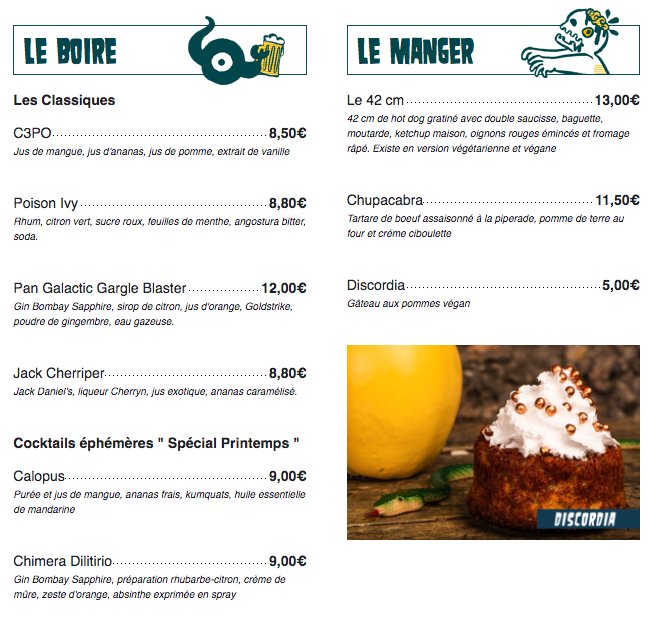 LE BOIRE
Les Classiques
C3PO 8,50€
Jus de mangue, jus d'ananas, jus de pomme, extrait de vanille
Poison Ivy 8,80€
Rhum, citron vert, sucre roux, feuilles de menthe, angostura bitter,
soda.
Pan Galactic Gargle Blaster 12,00€
Gin Bombay Sapphire, sirop de citron, jus d'orange, Goldstrike,
poudre de gingembre, eau gazeuse.
Jack Cherriper 8,80€
Jack Daniel's, liqueur Cherryn, jus exotique, ananas caramélisé.
Cocktails éphémères " Spécial Printemps "
Calopus 9,00€
Purée et jus de mangue, ananas frais, kumquats, huile essentielle
de mandarine
Chimera Dilitirio 9,00€
Gin Bombay Sapphire, préparation rhubarbe-citron, crème de
mûre, zeste d'orange, absinthe exprimée en spray
LE MANGER
Le 42 cm 13,00€
42 cm de hot dog gratiné avec double saucisse, baguette,
moutarde, ketchup maison, oignons rouges émincés et fromage
râpé. Existe en version végétarienne et végane
Chupacabra 11,50€
Tartare de boeuf assaisonné à la piperade, pomme de terre au
four et crème ciboulette
Discordia 5,00€
Gâteau aux pommes végan
DISCORDIA